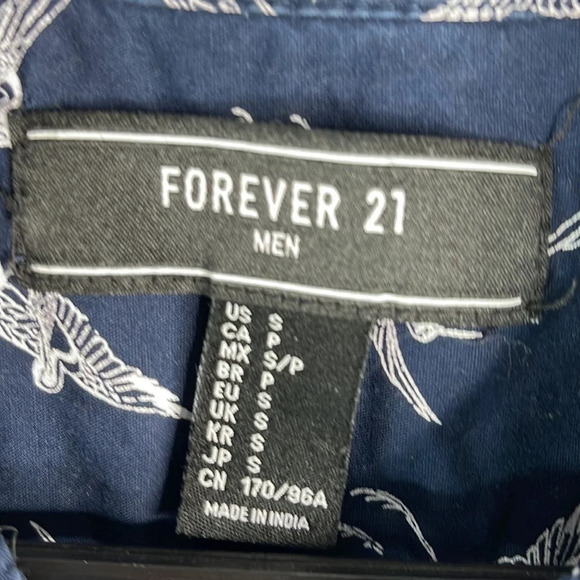 FOREVER 21
MEN
US S
CA P
MX S/P
BR P
EU S
UK S
KR S
JP S
CN 170/96A
MADE IN INDIA